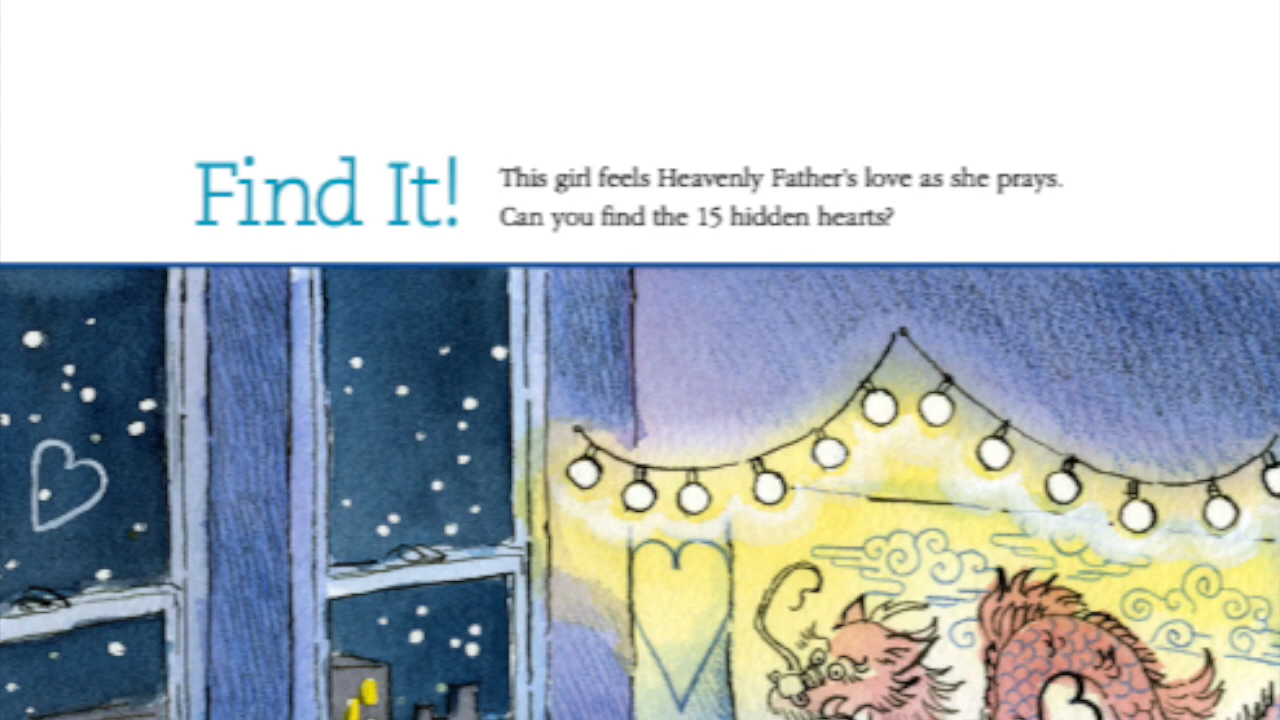 Find It!
This girl feels Heavenly Father's love as she prays.
Can you find the 15 hidden hearts?